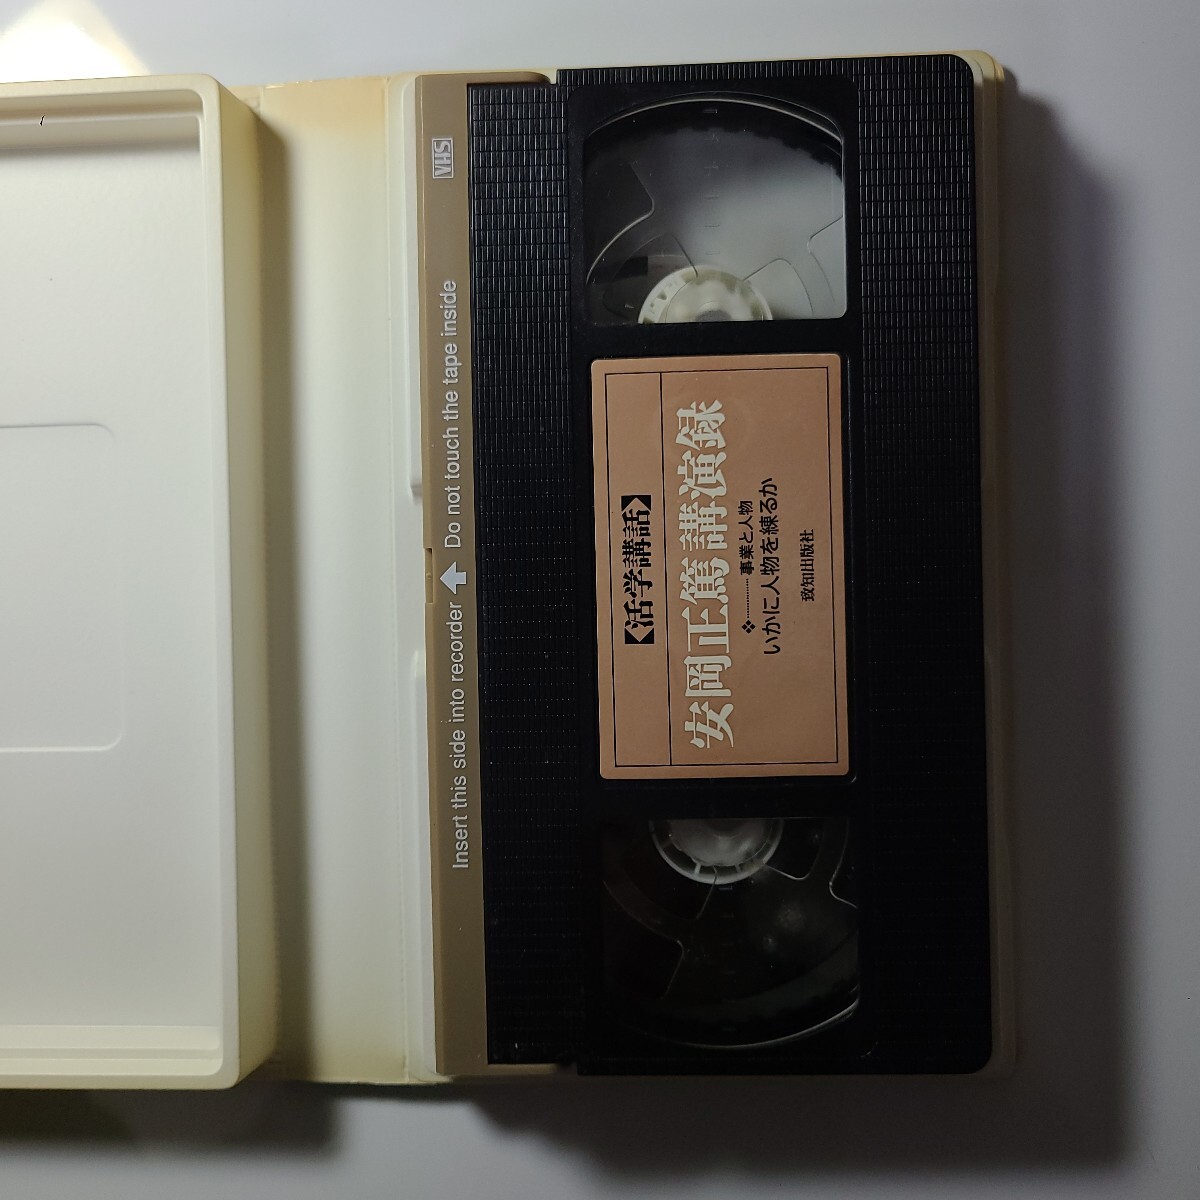 VHS
Insert this side into recorder ⬆ Do not touch the tape inside
【活学講話】
安岡正篤講演録
❖…………事業と人物
いかに人物を練るか
致知出版社